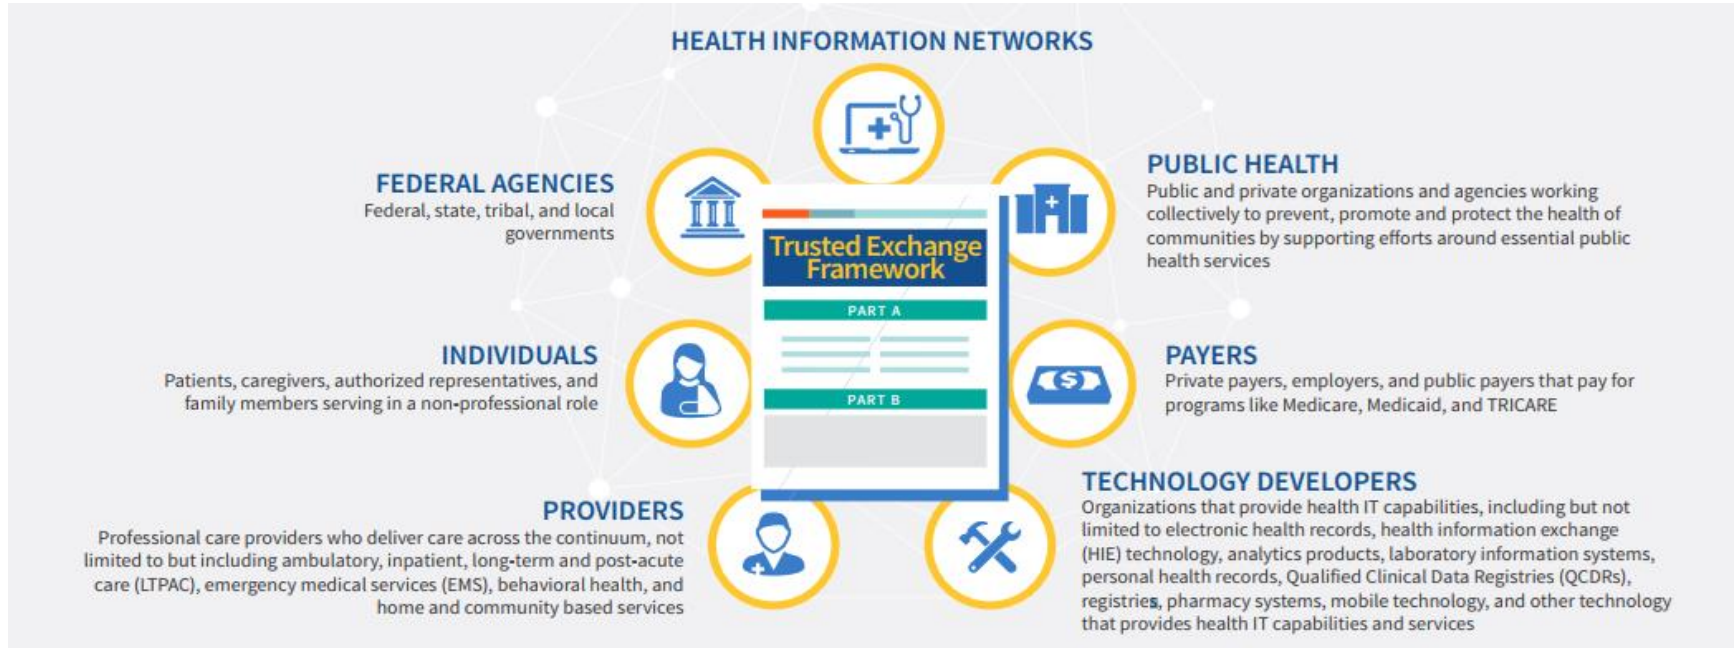 HEALTH INFORMATION NETWORKS
FEDERAL AGENCIES
Federal, state, tribal, and local
governments
PUBLIC HEALTH
Public and private organizations and agencies working
collectively to prevent, promote and protect the health of
communities by supporting efforts around essential public
health services
Trusted Exchange
Framework
PART A
PART B
INDIVIDUALS
Patients, caregivers, authorized representatives, and
family members serving in a non-professional role
PAYERS
Private payers, employers, and public payers that pay for
programs like Medicare, Medicaid, and TRICARE
PROVIDERS
Professional care providers who deliver care across the continuum, not
limited to but including ambulatory, inpatient, long-term and post-acute
care (LTPAC), emergency medical services (EMS), behavioral health, and
home and community based services
TECHNOLOGY DEVELOPERS
Organizations that provide health IT capabilities, including but not
limited to electronic health records, health information exchange
(HIE) technology, analytics products, laboratory information systems,
personal health records, Qualified Clinical Data Registries (QCDRs),
registries, pharmacy systems, mobile technology, and other technology
that provides health IT capabilities and services